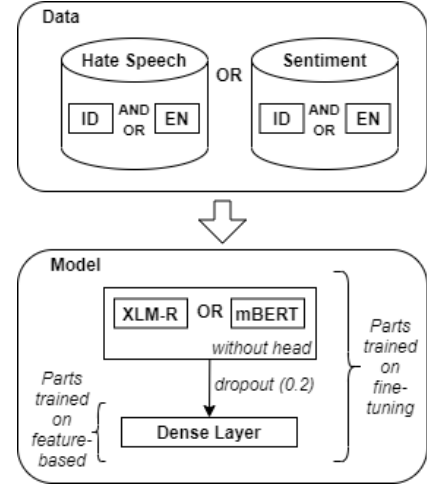 Data
Hate Speech
OR
Sentiment
ID
AND
OR
EN
ID
AND
OR
EN
Model
XLM-R
OR
mBERT
without head
dropout (0.2)
Dense Layer
Parts
trained
on
feature-
based
Parts
trained
on
fine-
tuning